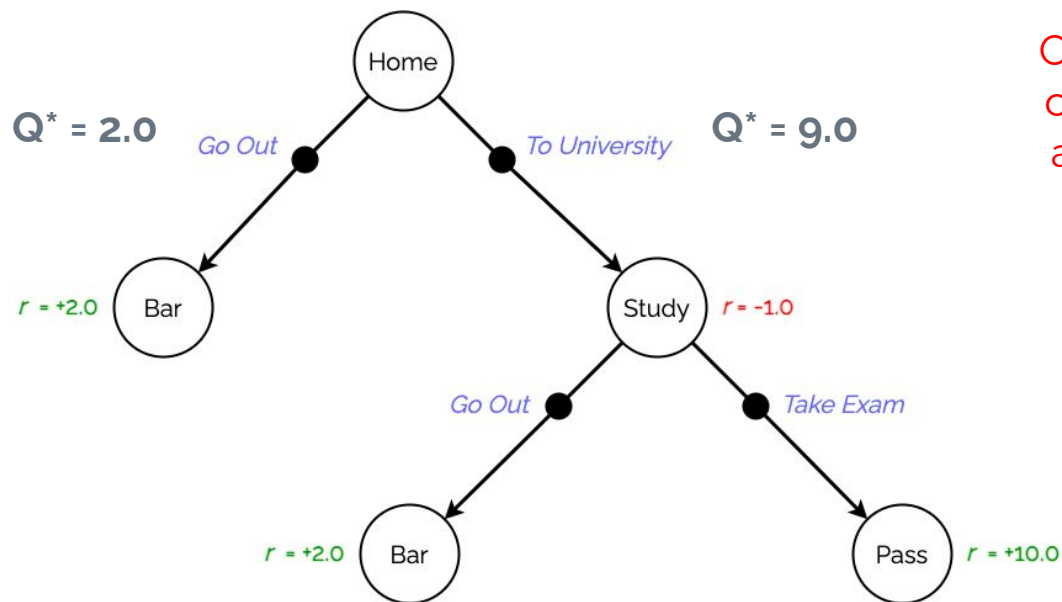 Home
Q* = 2.0
Go Out
To University
Q* = 9.0
r = +2.0
Bar
Study
r = -1.0
Go Out
Take Exam
r = +2.0
Bar
Pass
r = +10.0